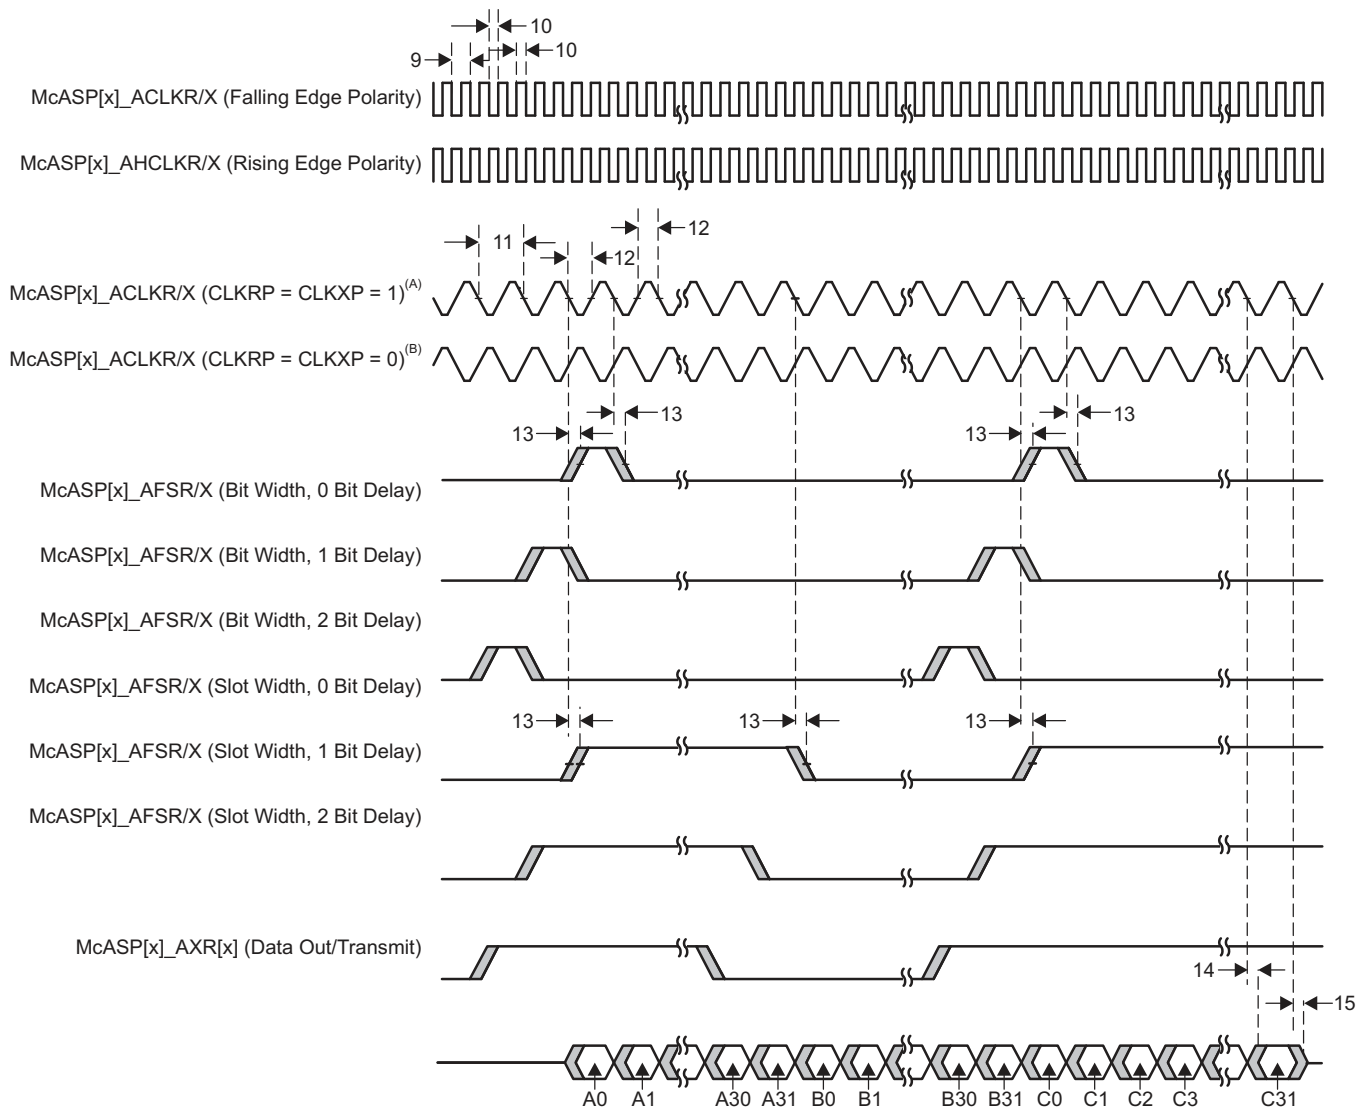 10
9
10
McASP[x]_ACLKR/X (Falling Edge Polarity)
McASP[x]_AHCLKR/X (Rising Edge Polarity)
12
11
12
McASP[x]_ACLKR/X (CLKRP = CLKXP = 1)(A)
McASP[x]_ACLKR/X (CLKRP = CLKXP = 0)(B)
13
13
13
13
McASP[x]_AFSR/X (Bit Width, 0 Bit Delay)
McASP[x]_AFSR/X (Bit Width, 1 Bit Delay)
McASP[x]_AFSR/X (Bit Width, 2 Bit Delay)
McASP[x]_AFSR/X (Slot Width, 0 Bit Delay)
13
13
13
McASP[x]_AFSR/X (Slot Width, 1 Bit Delay)
McASP[x]_AFSR/X (Slot Width, 2 Bit Delay)
McASP[x]_AXR[x] (Data Out/Transmit)
14
15
A0 A1 A30 A31 B0 B1 B30 B31 C0 C1 C2 C3 C31